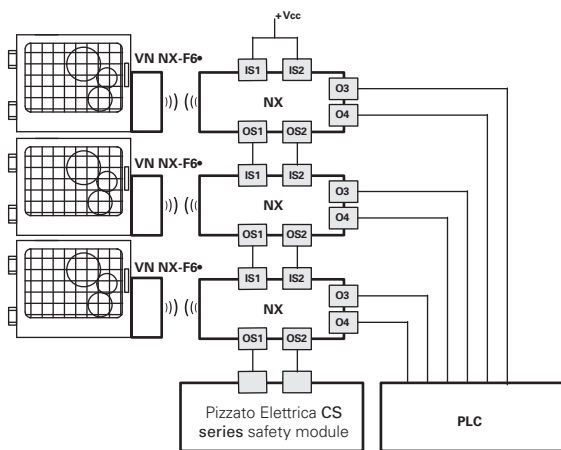 +Vcc
VN NX-F6•
IS1 IS2
NX
O3
O4
OS1 OS2
VN NX-F6•
IS1 IS2
NX
O3
O4
OS1 OS2
VN NX-F6•
IS1 IS2
NX
O3
O4
OS1 OS2
Pizzato Elettrica CS
series safety module
PLC